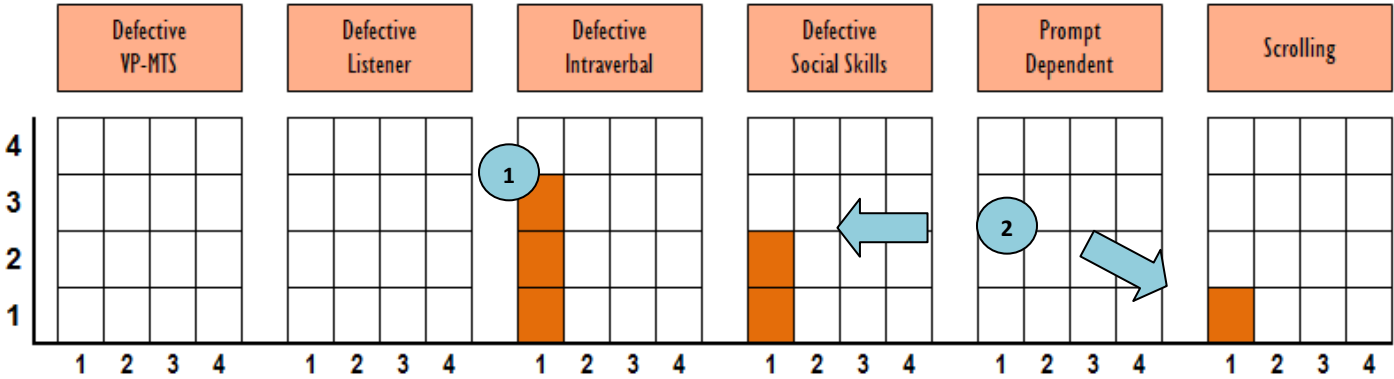 Defective
VP-MTS
Defective
Listener
Defective
Intraverbal
Defective
Social Skills
Prompt
Dependent
Scrolling
4
3
2
1
1
2
1 2 3 4
1 2 3 4
1 2 3 4
1 2 3 4
1 2 3 4
1 2 3 4